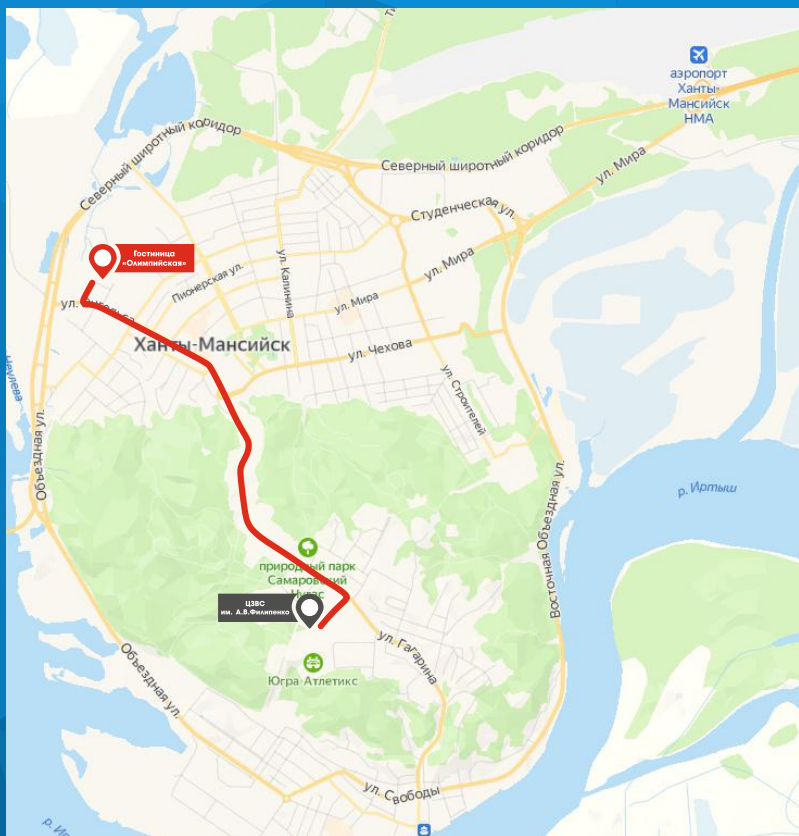 аэропорт
Ханты-
Мансийск
НМА
Северный широтный коридор
Северный широтный коридор
ул. Мира
Студенческая ул.
Гостиница
«Олимпийская»
ул. Калинина
Пионерская ул.
ул. Мира
ул. Мира
ул.
Ханты-Мансийск
ул. Чехова
ул. Строителей
Объездная ул.
р. Иртыш
Восточная Объездная ул.
природный парк
Самаровский
Чугас
ЦЗВС
им. А.В.Филипенко
ул. Гагарина
Югра-Атлетикс
Объездная ул.
ул. Свободы